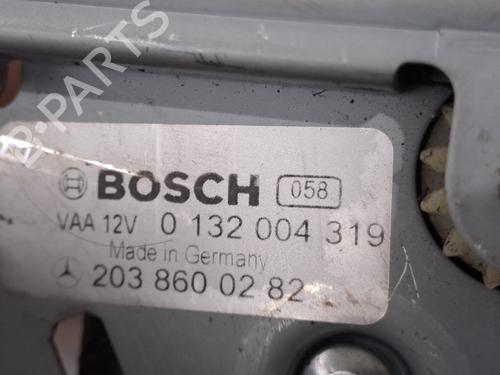 B-PARTS
BOSCH 058
VAA 12V 0 132 004 319
Made in Germany
203 860 02 82